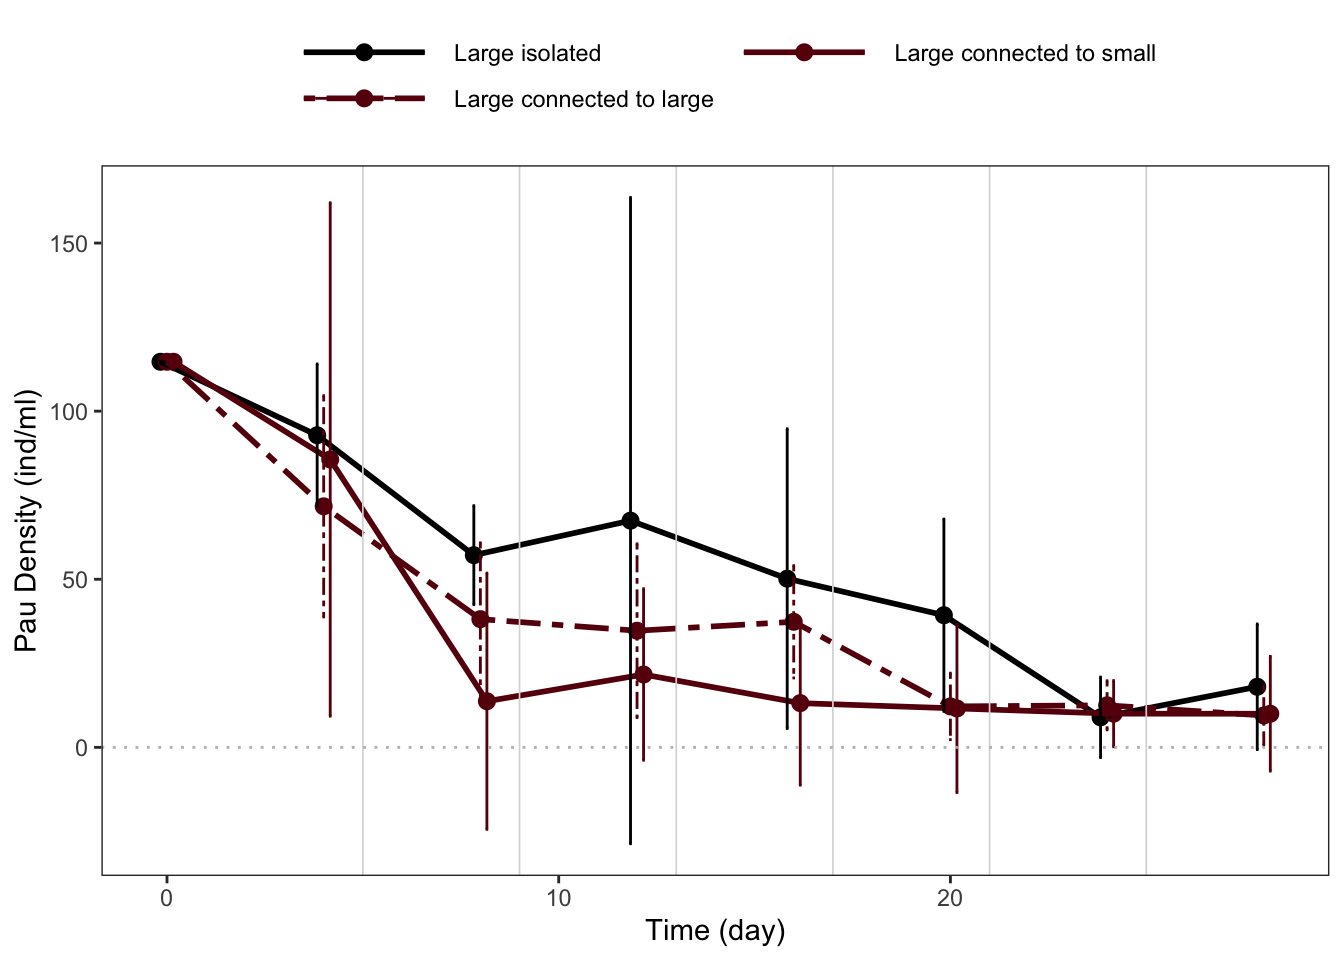 Large isolated
Large connected to small
Large connected to large
150
100
50
0
0
10
20
Time (day)
Pau Density (ind/ml)